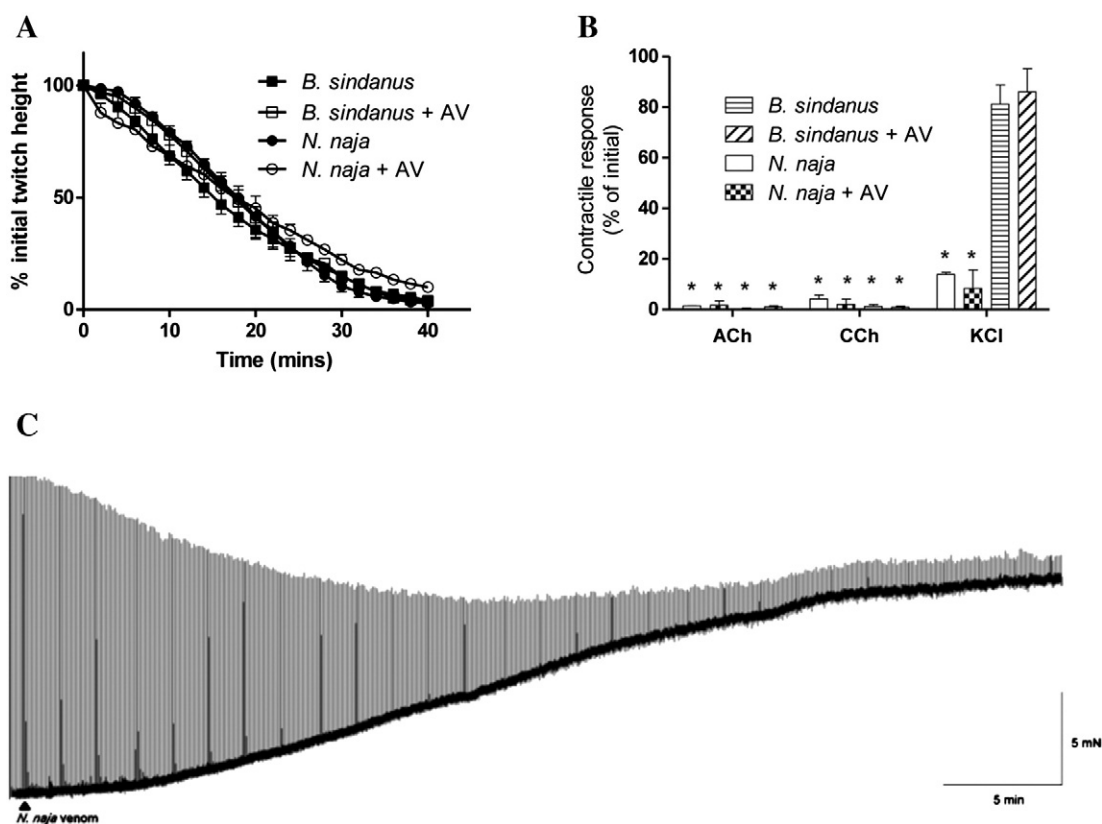 A
% initial twitch height
100
50
0
0 10 20 30 40
Time (mins)
B. sindanus
B. sindanus + AV
N. naja
N. naja + AV
B
Contractile response
(% of initial)
100
80
60
40
20
0
B. sindanus
B. sindanus + AV
N. naja
N. naja + AV
* * * *
* * * *
* *
ACh CCh KCl
C
N. naja venom
5 mN
5 min